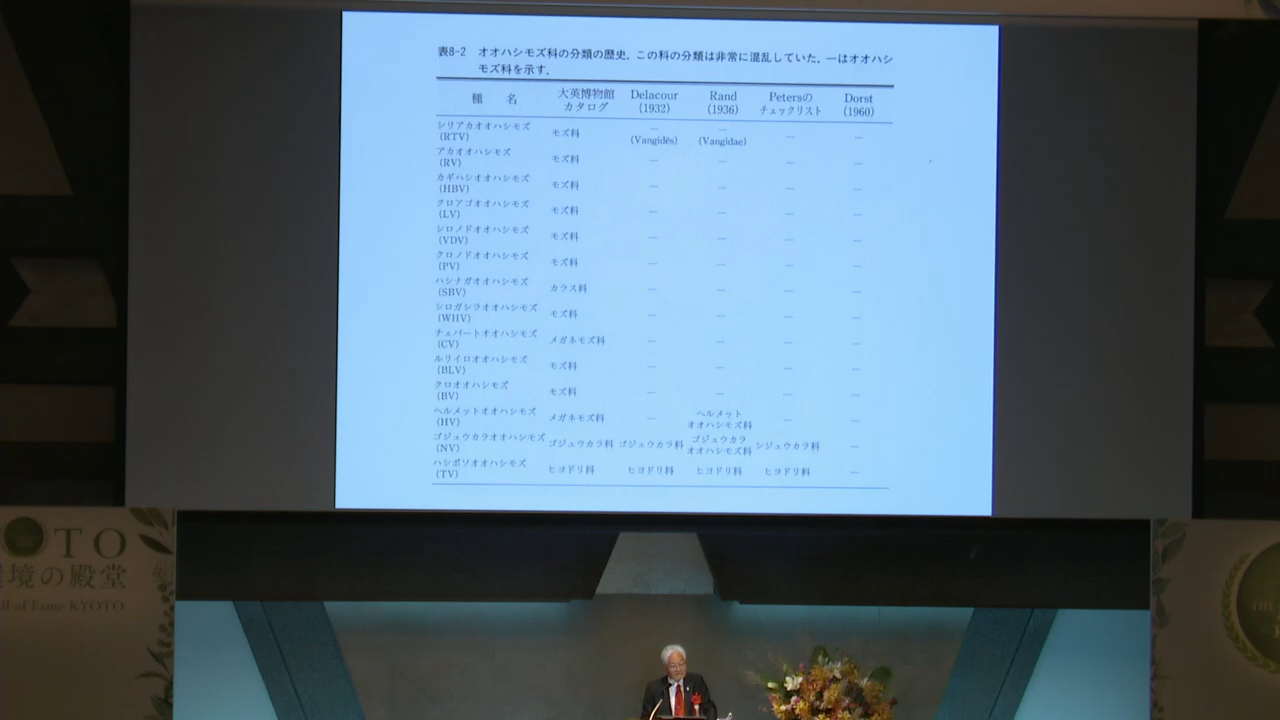 表8-2 オオハシモズ科の分類の歴史．この科の分類は非常に混乱していた．—はオオハシ
モズ科を示す．
種 名 大英博物館カタログ Delacour (1932) Rand (1936) Petersのチェックリスト Dorst (1960)
シリアカオオハシモズ (RTV) モズ科 — (Vangidés) — (Vangidae) — —
アカオオハシモズ (RV) モズ科 — — — —
カギハシオオハシモズ (HBV) モズ科 — — — —
クロアゴオオハシモズ (LV) モズ科 — — — —
シロノドオオハシモズ (VDV) モズ科 — — — —
クロノドオオハシモズ (PV) モズ科 — — — —
ハシナガオオハシモズ (SBV) カラス科 — — — —
シロガシラオオハシモズ (WHV) モズ科 — — — —
チェバートオオハシモズ (CV) メガネモズ科 — — — —
ルリイロオオハシモズ (BLV) モズ科 — — — —
クロオオハシモズ (BV) モズ科 — — — —
ヘルメットオオハシモズ (HV) メガネモズ科 — ヘルメットオオハシモズ科 — —
ゴジュウカラオオハシモズ (NV) ゴジュウカラ科 ゴジュウカラ科 ゴジュウカラオオハシモズ科 シジュウカラ科 —
ハシボソオオハシモズ (TV) ヒヨドリ科 ヒヨドリ科 ヒヨドリ科 ヒヨドリ科 —
OTO
境の殿堂
ll of Fame KYOTO